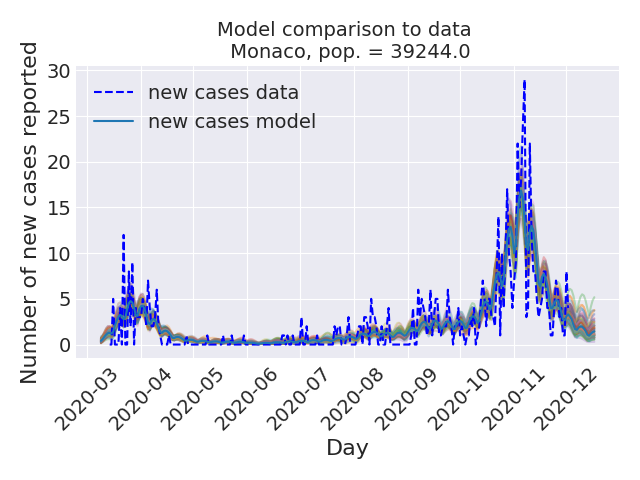 Model comparison to data
Monaco, pop. = 39244.0
Number of new cases reported
30
25
20
15
10
5
0
new cases data
new cases model
2020-03
2020-04
2020-05
2020-06
2020-07
2020-08
2020-09
2020-10
2020-11
2020-12
Day